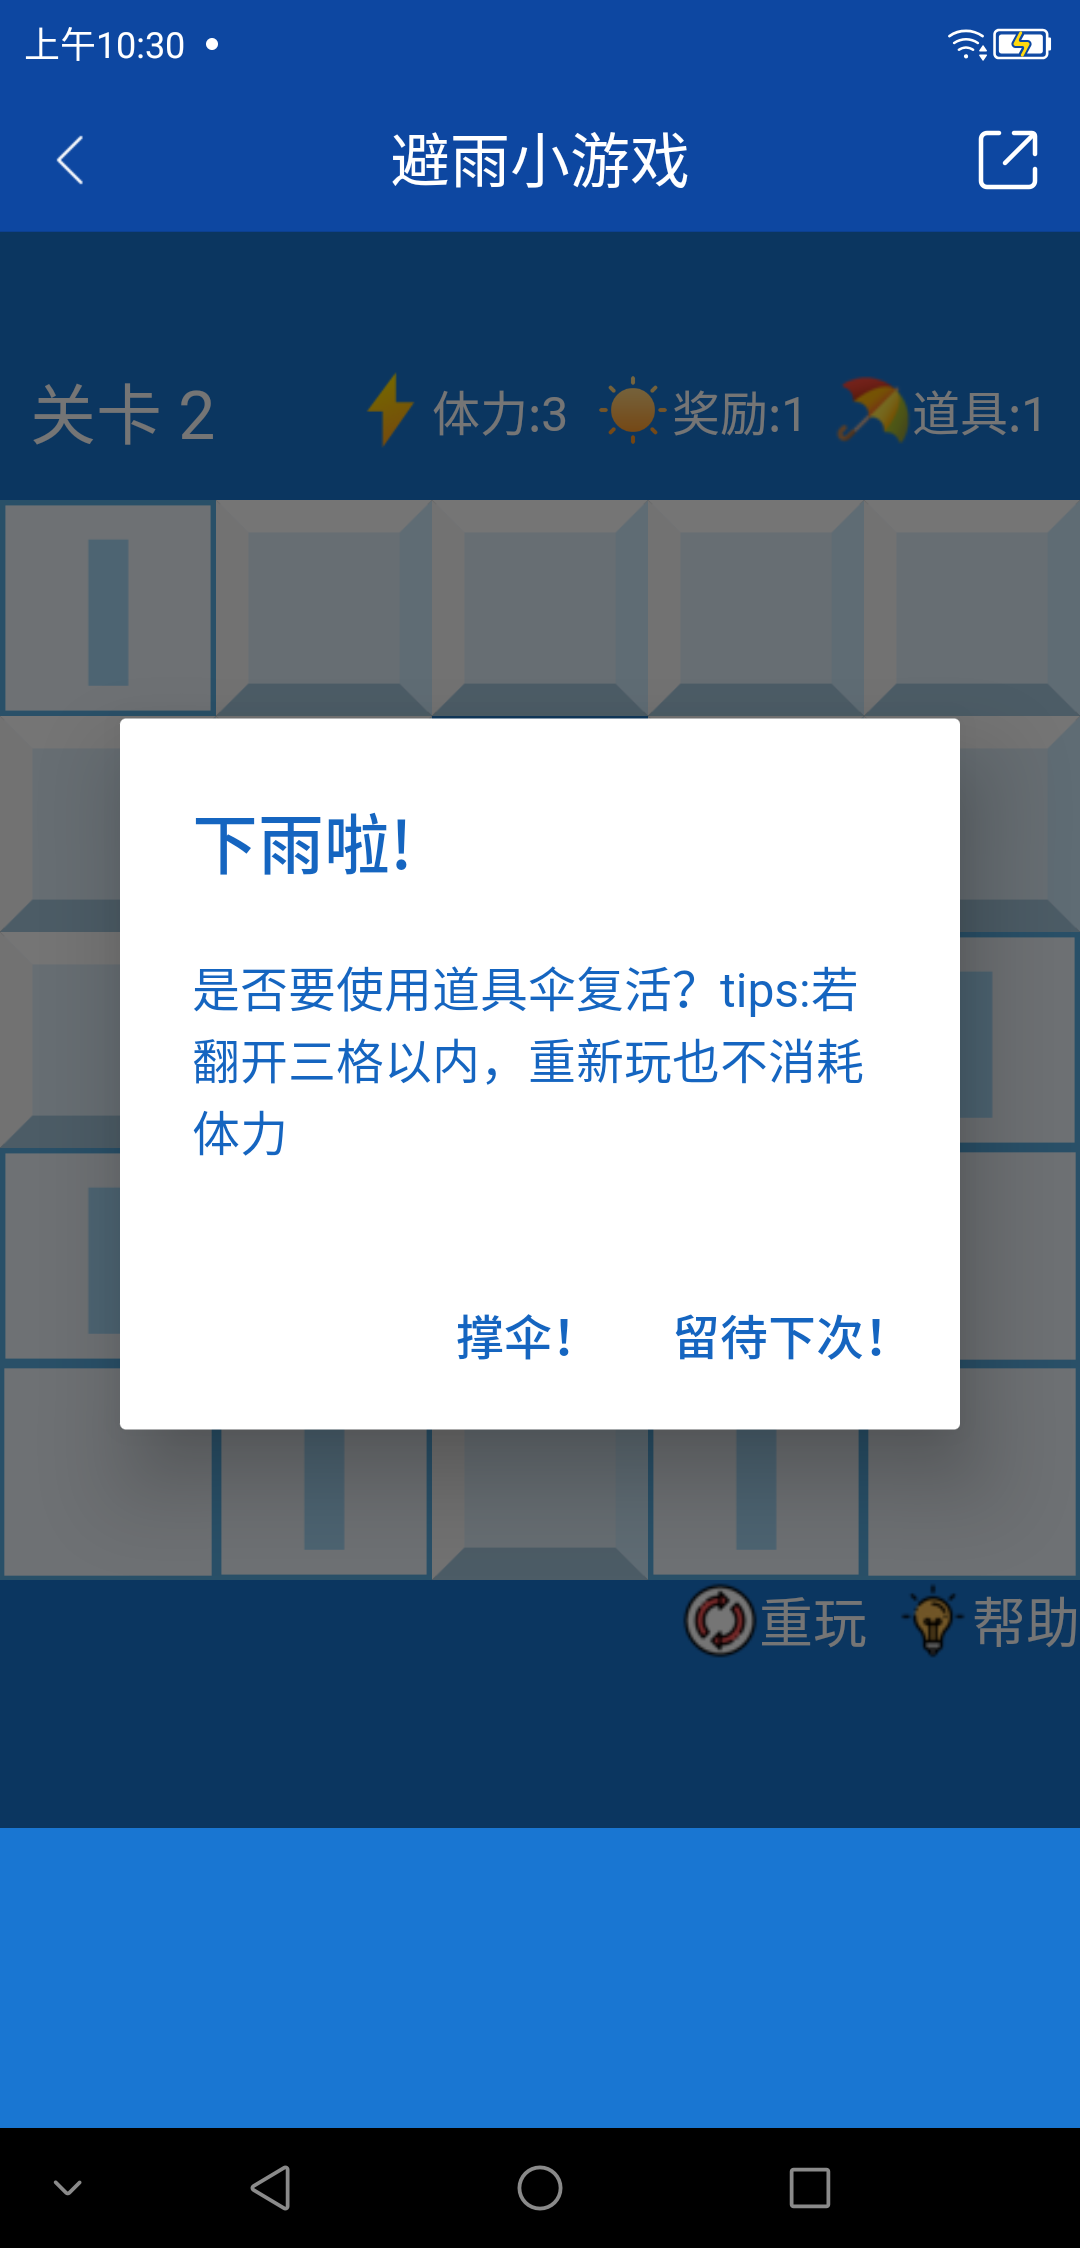 上午10:30
避雨小游戏
关卡 2 体力:3 奖励:1 道具:1
下雨啦!
是否要使用道具伞复活？tips:若
翻开三格以内，重新玩也不消耗
体力
撑伞！ 留待下次！
重玩 帮助